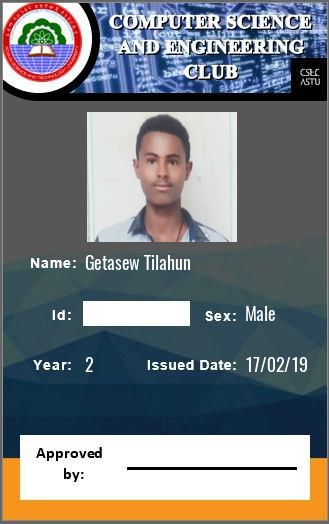 COMPUTER SCIENCE
AND ENGINEERING
CLUB
CSEC
ASTU
Name: Getasew Tilahun
Id:
Sex: Male
Year: 2
Issued Date: 17/02/19
Approved
by: